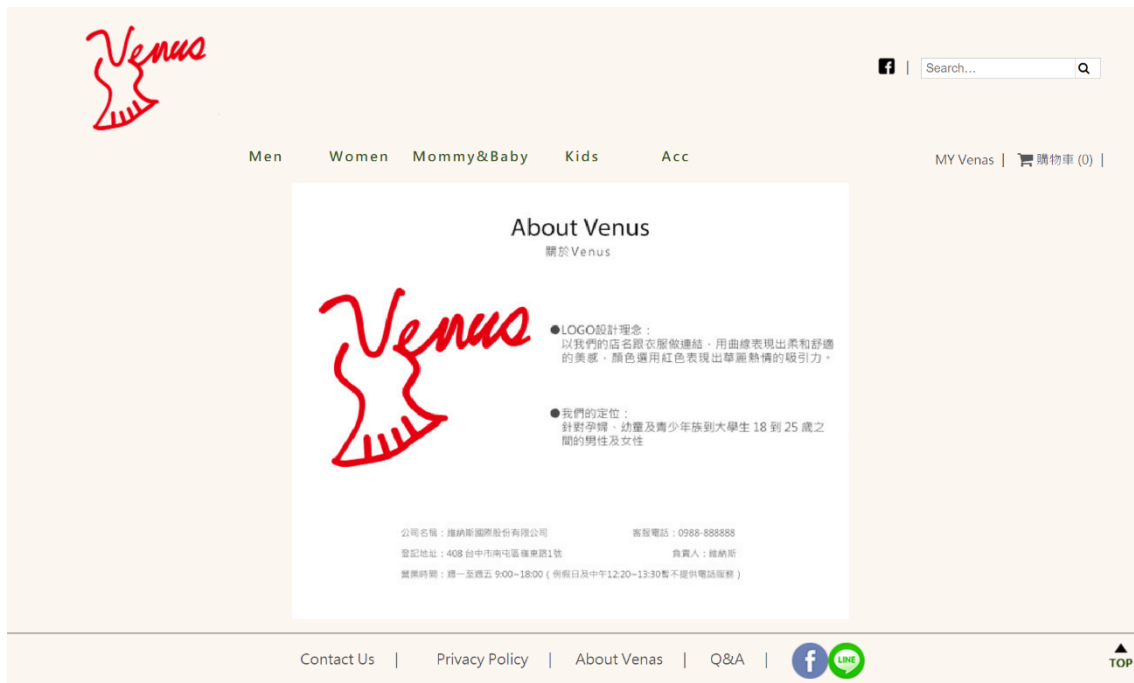 Venus
Search...
Men Women Mommy&Baby Kids Acc
MY Venas | 購物車 (0) |
About Venus
關於Venus
Venus
●LOGO設計理念：
以我們的店名跟衣服做連結，用曲線表現出柔和舒適
的美感，顏色選用紅色表現出華麗熱情的吸引力。
●我們的定位：
針對孕婦、幼童及青少年族到大學生 18 到 25 歲之
間的男性及女性
公司名稱：維納斯國際股份有限公司 客服電話：0988-888888
登記地址：408 台中市南屯區嶺東路1號 負責人：維納斯
營業時間：週一至週五 9:00~18:00 ( 例假日及中午12:20~13:30暫不提供電話服務 )
Contact Us | Privacy Policy | About Venas | Q&A |
LINE
TOP